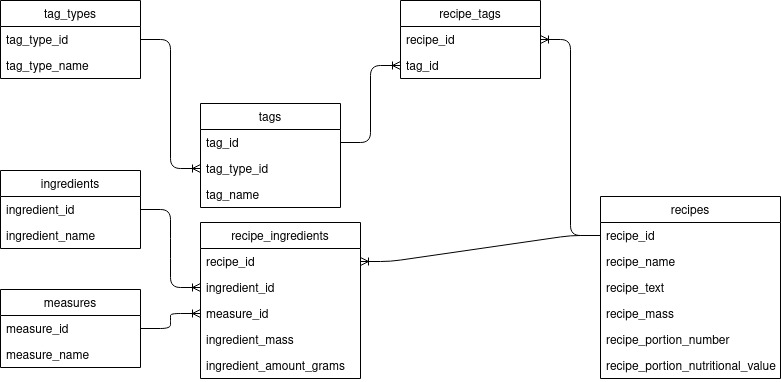 tag_types
tag_type_id
tag_type_name
recipe_tags
recipe_id
tag_id
tags
tag_id
tag_type_id
tag_name
ingredients
ingredient_id
ingredient_name
recipes
recipe_id
recipe_name
recipe_text
recipe_mass
recipe_portion_number
recipe_portion_nutritional_value
recipe_ingredients
recipe_id
ingredient_id
measure_id
ingredient_mass
ingredient_amount_grams
measures
measure_id
measure_name